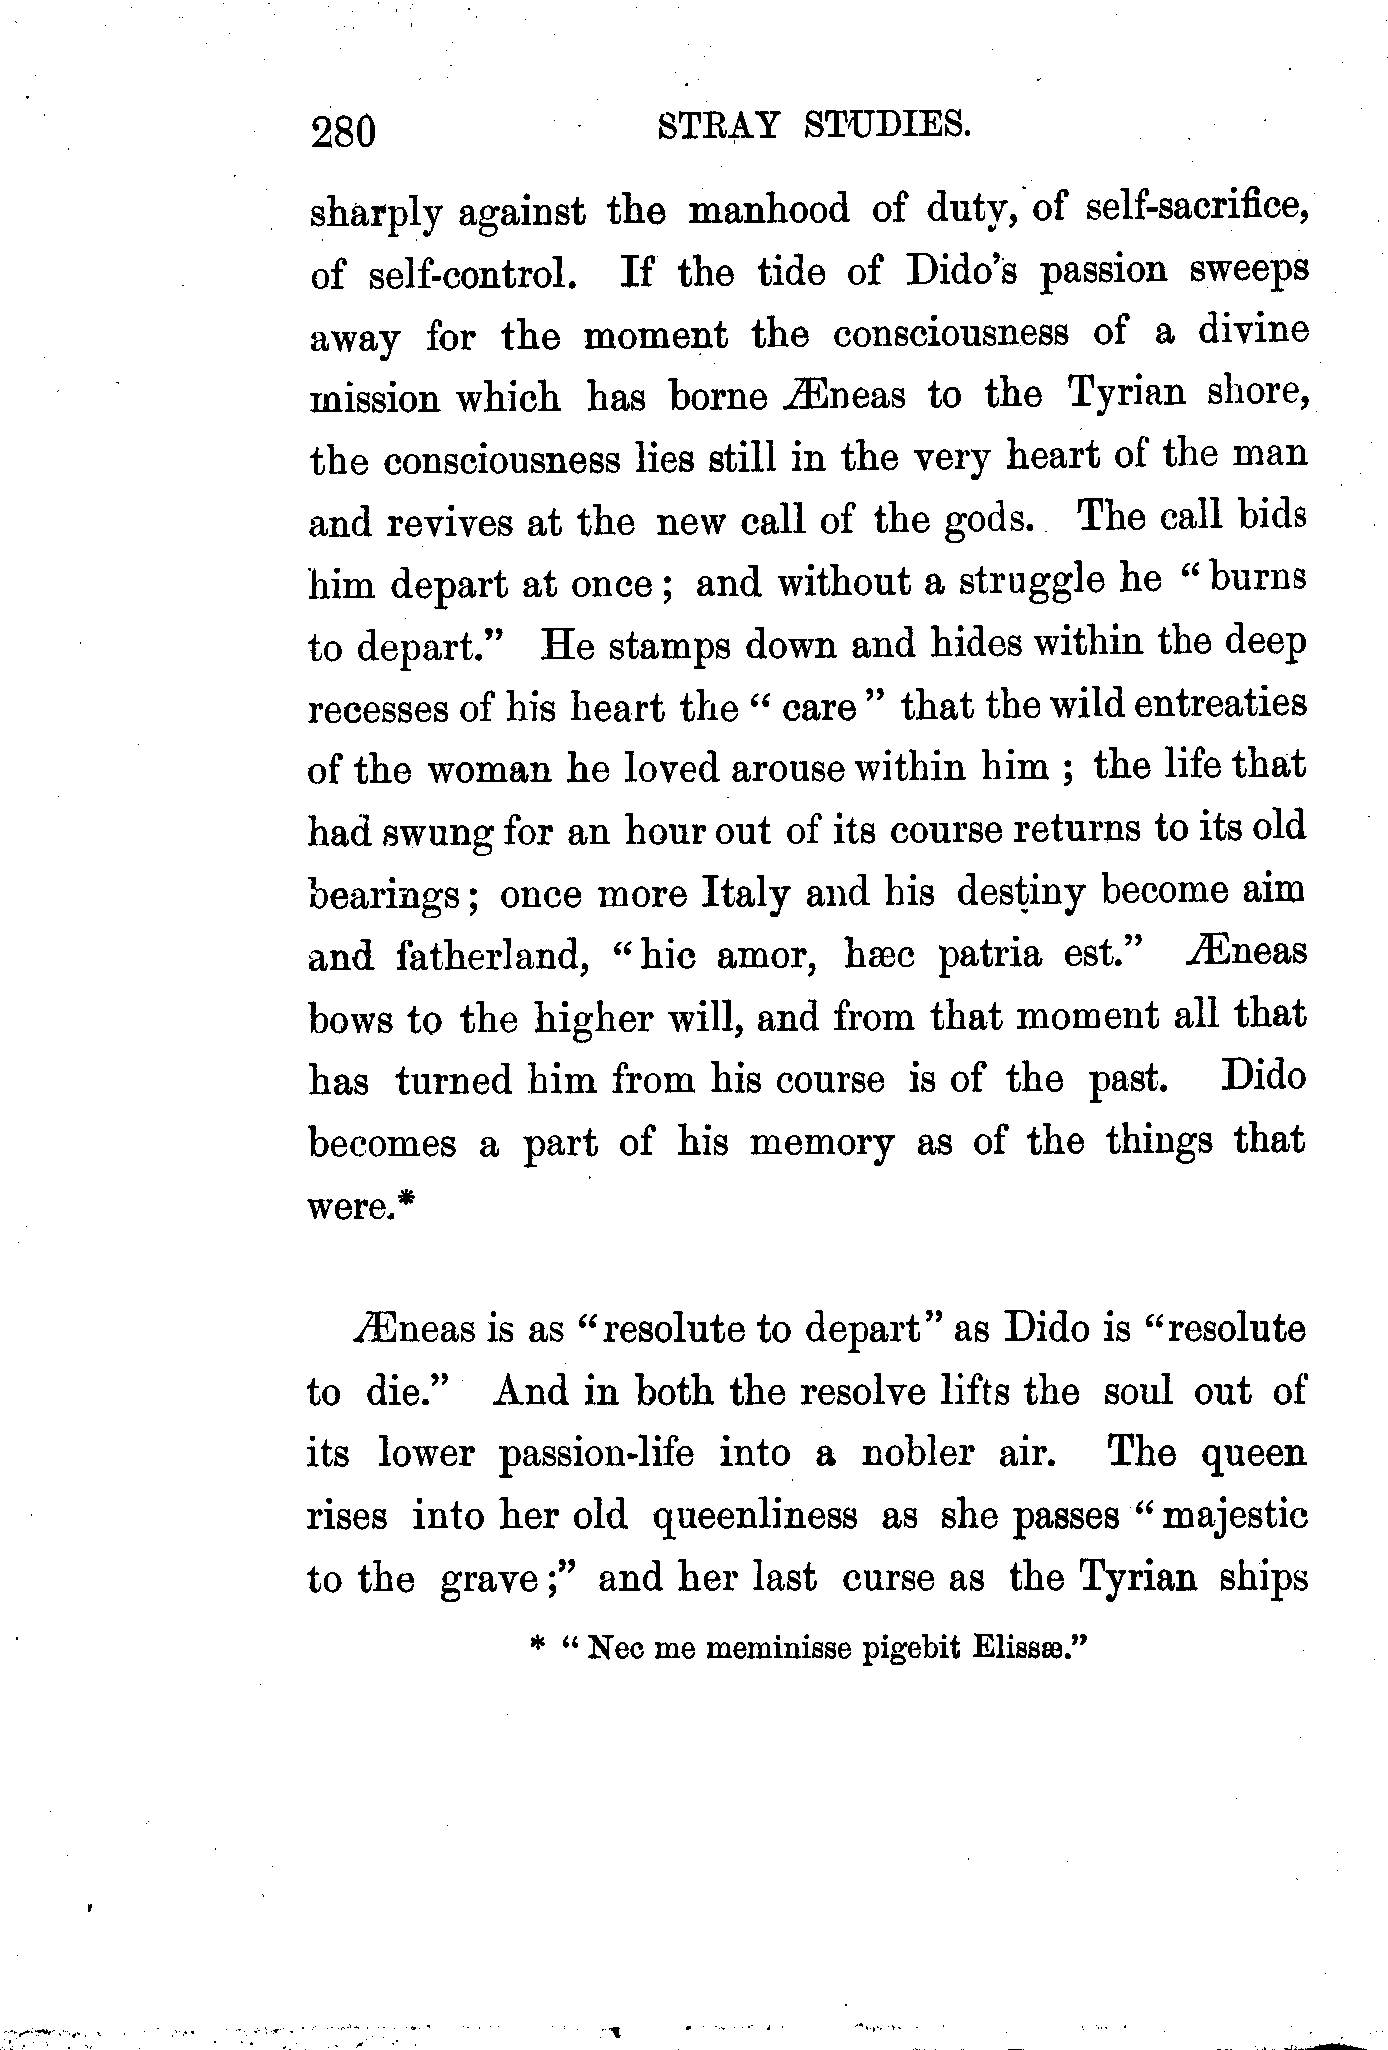 280 STRAY STUDIES.
sharply against the manhood of duty, of self-sacrifice,
of self-control. If the tide of Dido's passion sweeps
away for the moment the consciousness of a divine
mission which has borne Æneas to the Tyrian shore,
the consciousness lies still in the very heart of the man
and revives at the new call of the gods. The call bids
him depart at once; and without a struggle he "burns
to depart." He stamps down and hides within the deep
recesses of his heart the "care" that the wild entreaties
of the woman he loved arouse within him; the life that
had swung for an hour out of its course returns to its old
bearings; once more Italy and his destiny become aim
and fatherland, "hic amor, hæc patria est." Æneas
bows to the higher will, and from that moment all that
has turned him from his course is of the past. Dido
becomes a part of his memory as of the things that
were.*
Æneas is as "resolute to depart" as Dido is "resolute
to die." And in both the resolve lifts the soul out of
its lower passion-life into a nobler air. The queen
rises into her old queenliness as she passes "majestic
to the grave;" and her last curse as the Tyrian ships
* "Nec me meminisse pigebit Elissæ."